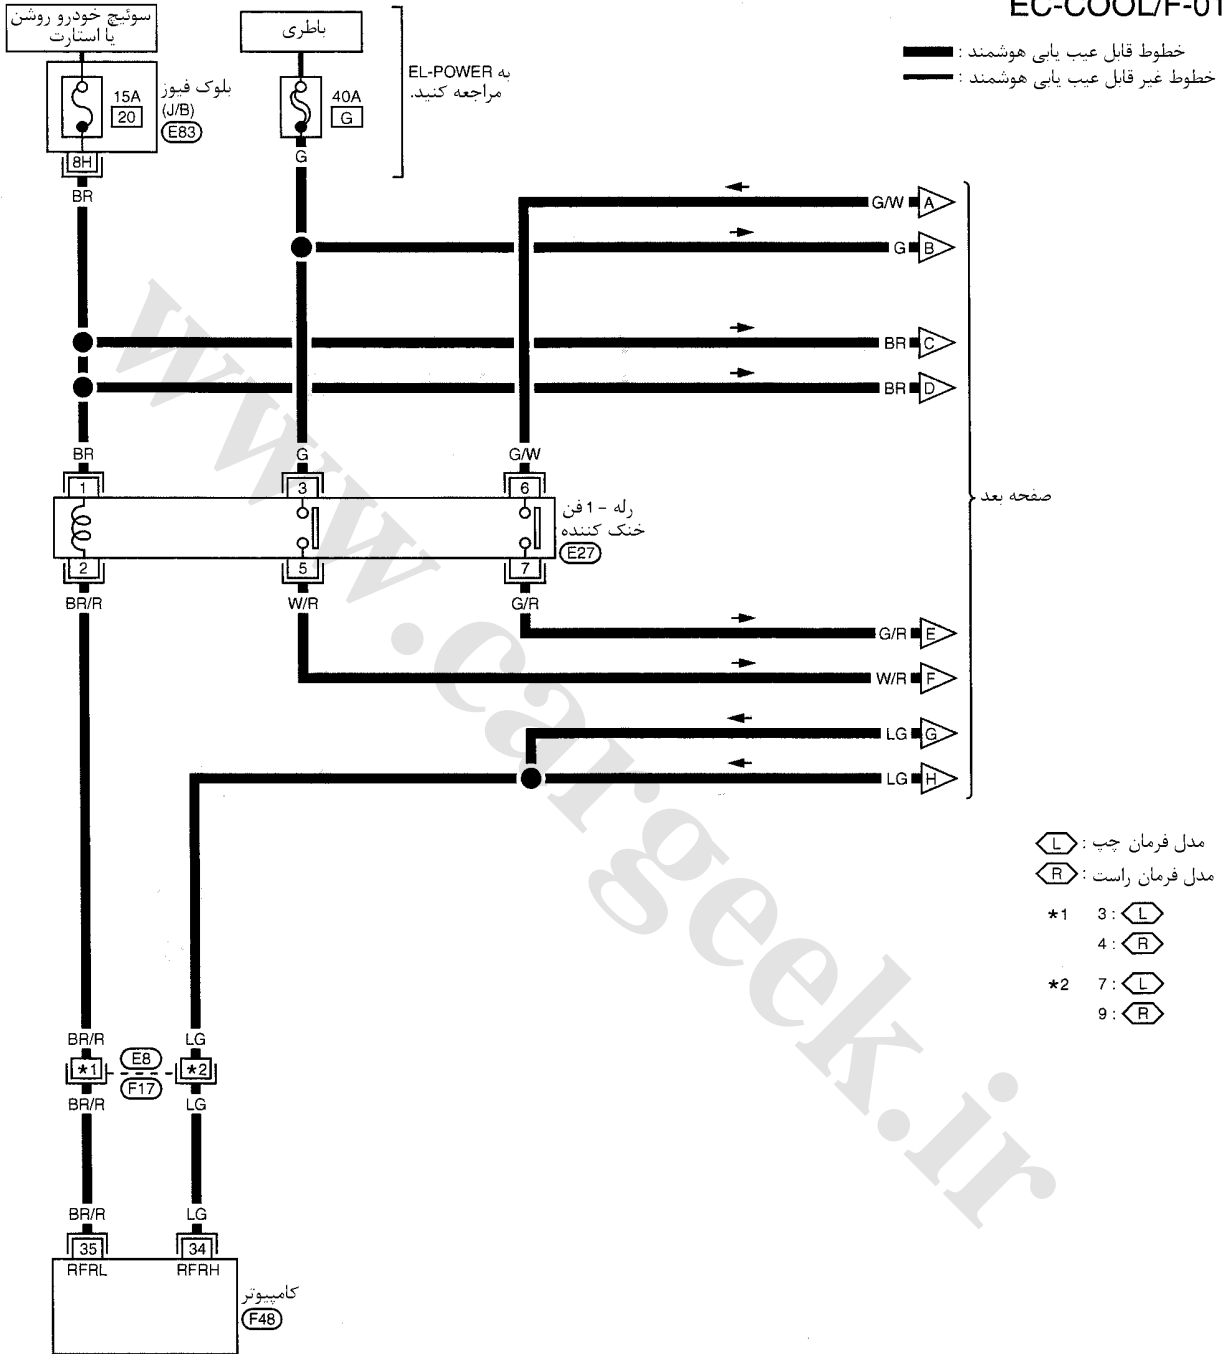 EC-COOL/F-01
سوئیچ خودرو روشن
یا استارت
باطری
به EL-POWER
مراجعه کنید.
خطوط قابل عیب یابی هوشمند :
خطوط غیر قابل عیب یابی هوشمند :
15A
20
بلوک فیوز
(J/B)
E83
40A
G
8H
BR
G
G/W A
G B
BR C
BR D
BR
G
G/W
1
3
6
رله - 1 فن
خنک کننده
E27
صفحه بعد
2
5
7
BR/R
W/R
G/R
G/R E
W/R F
LG G
LG H
مدل فرمان چپ : L
مدل فرمان راست : R
*1 3 : L
4 : R
*2 7 : L
9 : R
BR/R
LG
*1
E8
F17
*2
BR/R
LG
BR/R
LG
35
34
RFRL
RFRH
کامپیوتر
F48
www.cargeek.ir